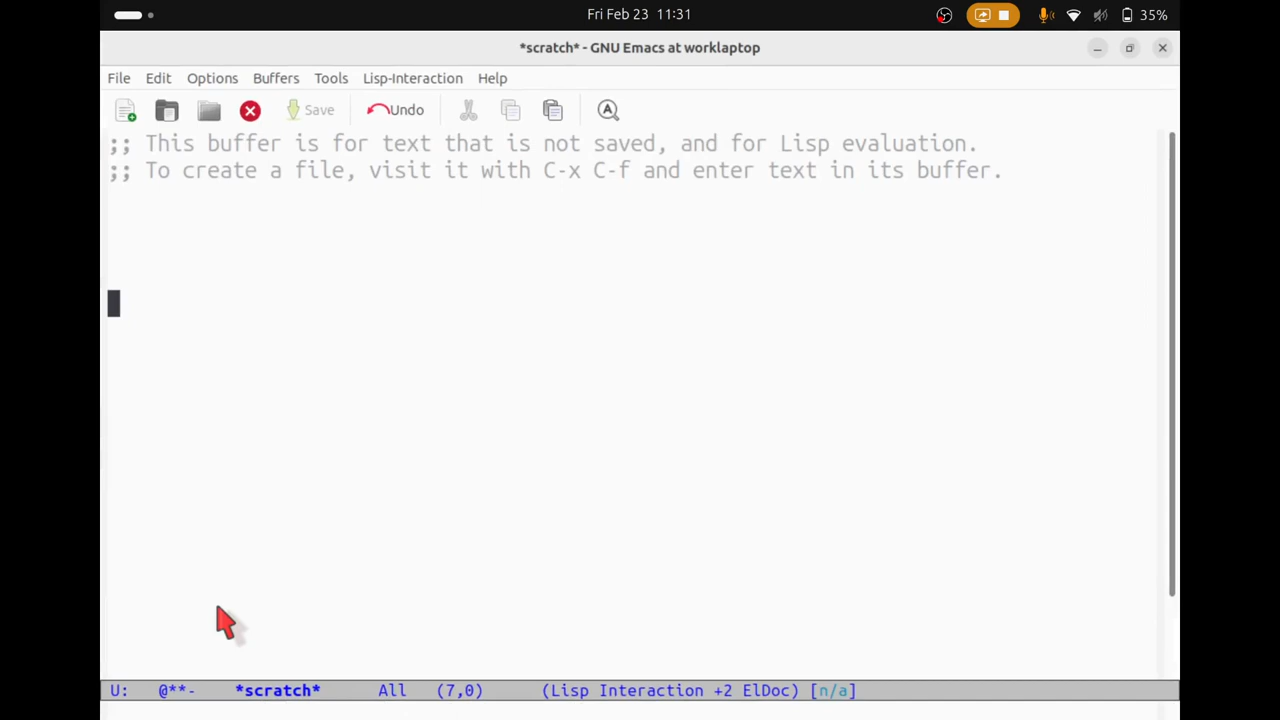 Fri Feb 23 11:31
35%
*scratch* - GNU Emacs at worklaptop
File Edit Options Buffers Tools Lisp-Interaction Help
Save Undo
;; This buffer is for text that is not saved, and for Lisp evaluation.
;; To create a file, visit it with C-x C-f and enter text in its buffer.
U: @**- *scratch* All (7,0) (Lisp Interaction +2 ElDoc) [n/a]